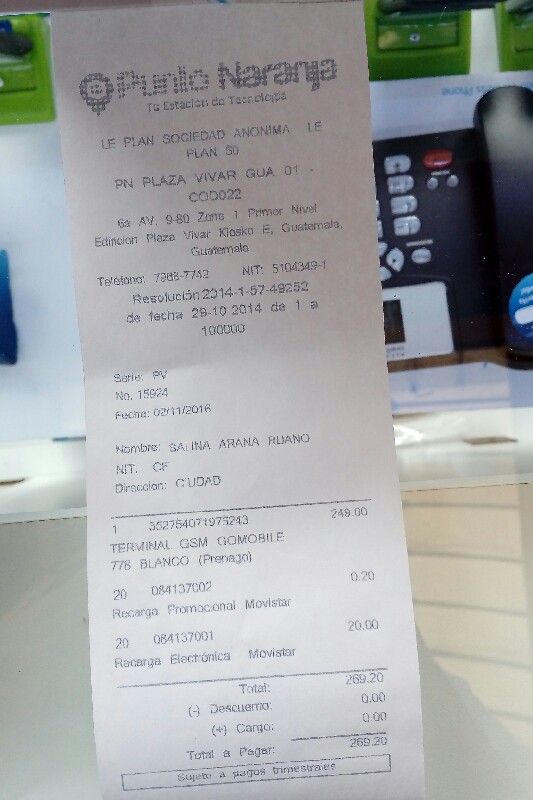 Punto Naranja
Tu Estación de Tecnología
LE PLAN SOCIEDAD ANONIMA LE
PLAN 50
PN PLAZA VIVAR GUA 01 -
COD022
6a AV. 9-80 Zona 1 Primer Nivel
Edificion Plaza Vivar Kiosko E, Guatemala,
Guatemala
Teléfono: 7968-7742 NIT: 5104349-1
Resolución 2014-1-57-49252
de fecha 29-10 2014 de 1 a
100000
Serie: PV
No. 15924
Fecha: 02/11/2016
Nombre: SALINA ARANA RUANO
NIT: CF
Direccion: CIUDAD
1 352754071975243 249.00
TERMINAL GSM GOMOBILE
778 BLANCO (Prepago)
20 084137002 0.20
Recarga Promocional Movistar
20 084137001 20.00
Recarga Electrónica Movistar
Total: 269.20
(-) Descuento: 0.00
(+) Cargo: 0.00
Total a Pagar: 269.20
Sujeto a pagos trimestrales